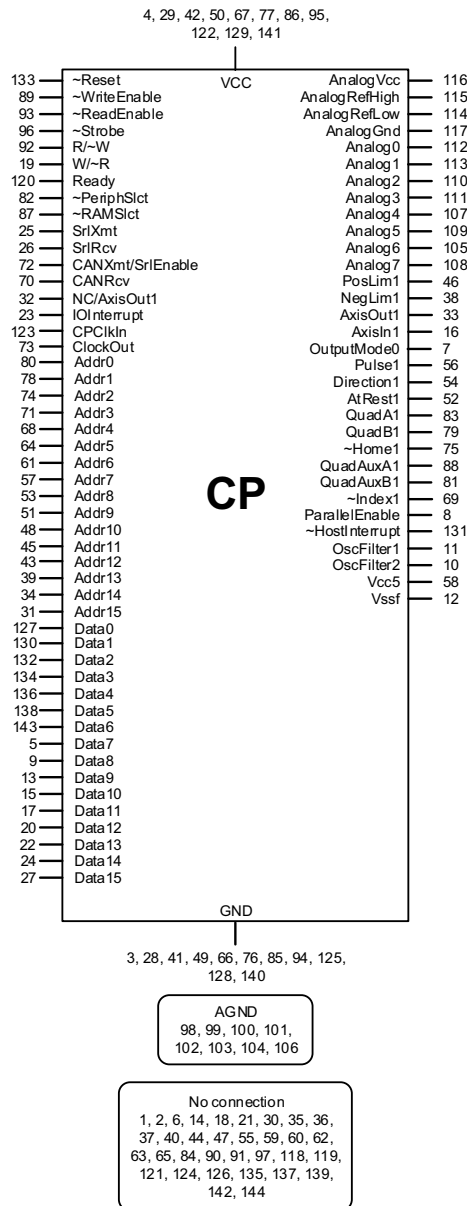 4, 29, 42, 50, 67, 77, 86, 95,
122, 129, 141
VCC
133 ~Reset
89 ~WriteEnable
93 ~ReadEnable
96 ~Strobe
92 R/~W
19 W/~R
120 Ready
82 ~PeriphSlct
87 ~RAMSlct
25 SrlXmt
26 SrlRcv
72 CANXmt/SrlEnable
70 CANRcv
32 NC/AxisOut1
23 IOInterrupt
123 CPClkIn
73 ClockOut
80 Addr0
78 Addr1
74 Addr2
71 Addr3
68 Addr4
64 Addr5
61 Addr6
57 Addr7
53 Addr8
51 Addr9
48 Addr10
45 Addr11
43 Addr12
39 Addr13
34 Addr14
31 Addr15
127 Data0
130 Data1
132 Data2
134 Data3
136 Data4
138 Data5
143 Data6
5 Data7
9 Data8
13 Data9
15 Data10
17 Data11
20 Data12
22 Data13
24 Data14
27 Data15
CP
AnalogVcc 116
AnalogRefHigh 115
AnalogRefLow 114
AnalogGnd 117
Analog0 112
Analog1 113
Analog2 110
Analog3 111
Analog4 107
Analog5 109
Analog6 105
Analog7 108
PosLim1 46
NegLim1 38
AxisOut1 33
AxisIn1 16
OutputMode0 7
Pulse1 56
Direction1 54
AtRest1 52
QuadA1 83
QuadB1 79
~Home1 75
QuadAuxA1 88
QuadAuxB1 81
~Index1 69
ParallelEnable 8
~HostInterrupt 131
OscFilter1 11
OscFilter2 10
Vcc5 58
Vssf 12
GND
3, 28, 41, 49, 66, 76, 85, 94, 125,
128, 140
AGND
98, 99, 100, 101,
102, 103, 104, 106
No connection
1, 2, 6, 14, 18, 21, 30, 35, 36,
37, 40, 44, 47, 55, 59, 60, 62,
63, 65, 84, 90, 91, 97, 118, 119,
121, 124, 126, 135, 137, 139,
142, 144